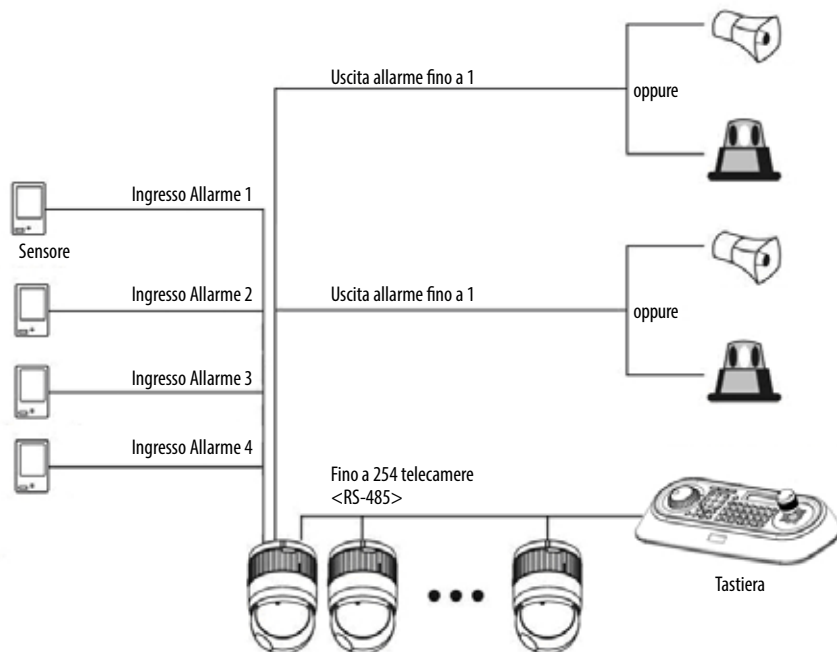 Uscita allarme fino a 1
oppure
Ingresso Allarme 1
Sensore
Ingresso Allarme 2
Uscita allarme fino a 1
oppure
Ingresso Allarme 3
Ingresso Allarme 4
Fino a 254 telecamere
<RS-485>
Tastiera